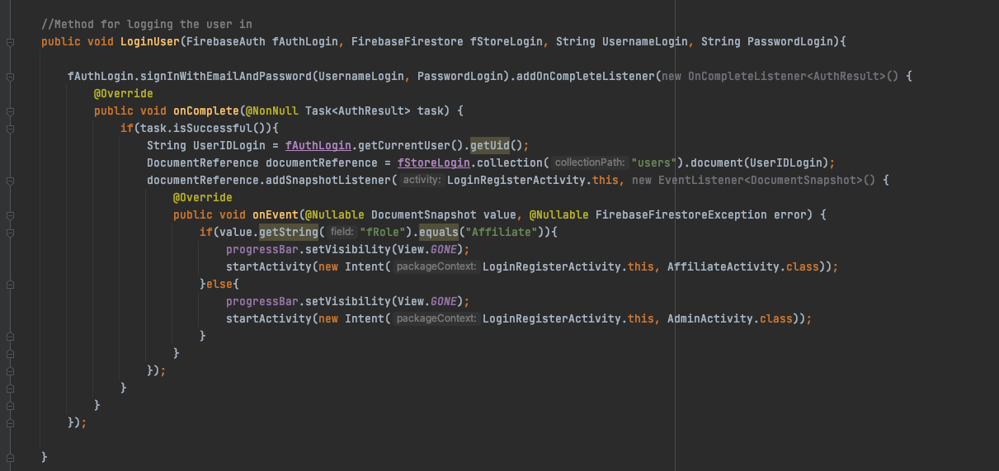 //Method for logging the user in
public void LoginUser(FirebaseAuth fAuthLogin, FirebaseFirestore fStoreLogin, String UsernameLogin, String PasswordLogin){
fAuthLogin.signInWithEmailAndPassword(UsernameLogin, PasswordLogin).addOnCompleteListener(new OnCompleteListener<AuthResult>() {
@Override
public void onComplete(@NonNull Task<AuthResult> task) {
if(task.isSuccessful()){
String UserIDLogin = fAuthLogin.getCurrentUser().getUid();
DocumentReference documentReference = fStoreLogin.collection( collectionPath: "users").document(UserIDLogin);
documentReference.addSnapshotListener( activity: LoginRegisterActivity.this, new EventListener<DocumentSnapshot>() {
@Override
public void onEvent(@Nullable DocumentSnapshot value, @Nullable FirebaseFirestoreException error) {
if(value.getString( field: "fRole").equals("Affiliate")){
progressBar.setVisibility(View.GONE);
startActivity(new Intent( packageContext: LoginRegisterActivity.this, AffiliateActivity.class));
}else{
progressBar.setVisibility(View.GONE);
startActivity(new Intent( packageContext: LoginRegisterActivity.this, AdminActivity.class));
}
}
});
}
}
});
}